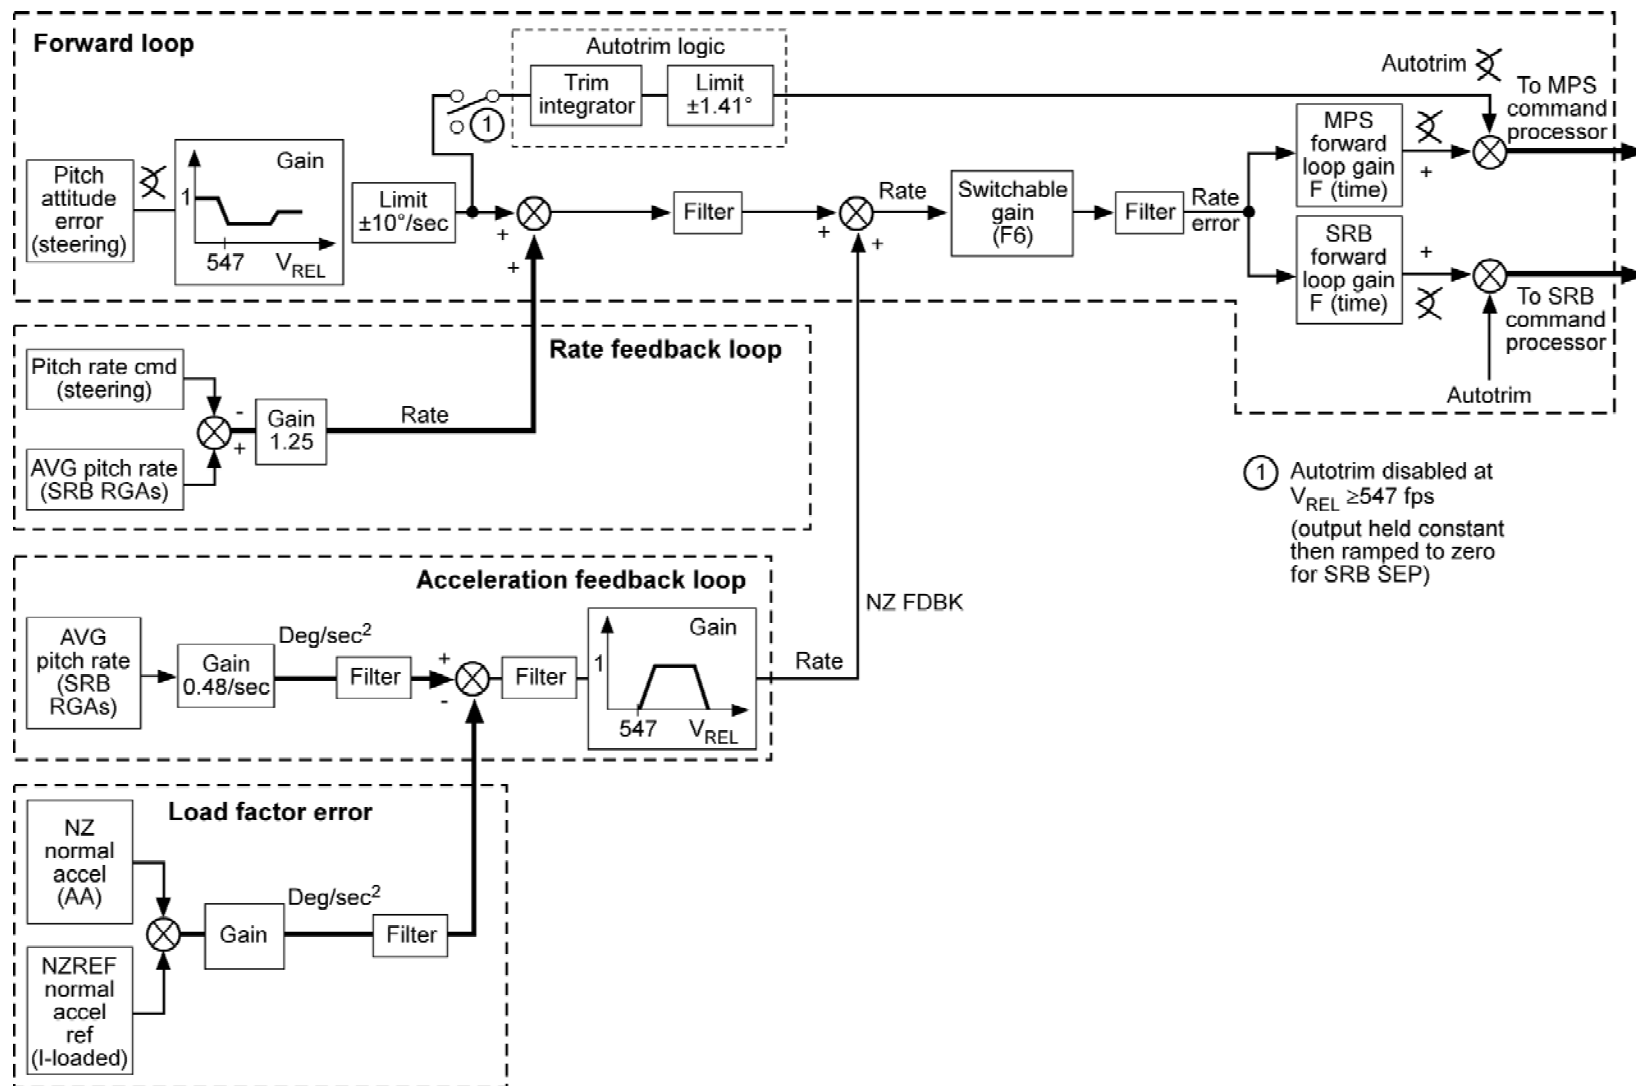 Forward loop
Autotrim logic
Trim
integrator
Limit
±1.41°
Autotrim
To MPS
command
processor
1
Pitch
attitude
error
(steering)
Gain
1
547
VREL
Limit
±10°/sec
+
+
Filter
+
+
Rate
Switchable
gain
(F6)
Filter
Rate
error
MPS
forward
loop gain
F (time)
+
SRB
forward
loop gain
F (time)
+
To SRB
command
processor
Autotrim
Rate feedback loop
Pitch rate cmd
(steering)
-
+
AVG pitch rate
(SRB RGAs)
Gain
1.25
Rate
1
Autotrim disabled at
VREL ≥547 fps
(output held constant
then ramped to zero
for SRB SEP)
Acceleration feedback loop
AVG
pitch rate
(SRB
RGAs)
Gain
0.48/sec
Deg/sec²
Filter
+
-
Filter
Gain
1
547
VREL
Rate
NZ FDBK
Load factor error
NZ
normal
accel
(AA)
NZREF
normal
accel
ref
(I-loaded)
Gain
Deg/sec²
Filter